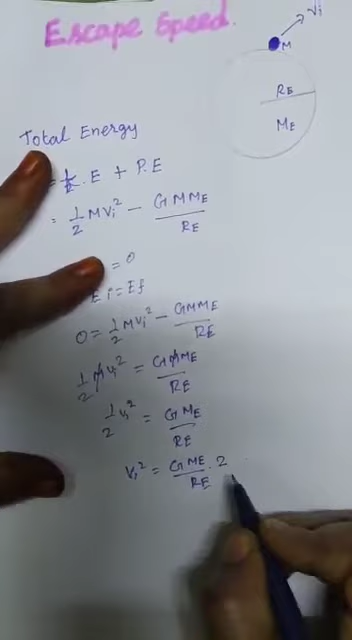 Escape Speed.
Vi
M
RE
ME
Total Energy
= K.E + P.E
= 1/2 MVi² - GMME/RE
= 0
Ei = Ef
0 = 1/2 MVi² - GMME/RE
1/2 MVi² = GMME/RE
1/2 Vi² = GME/RE
Vi² = GME/RE . 2